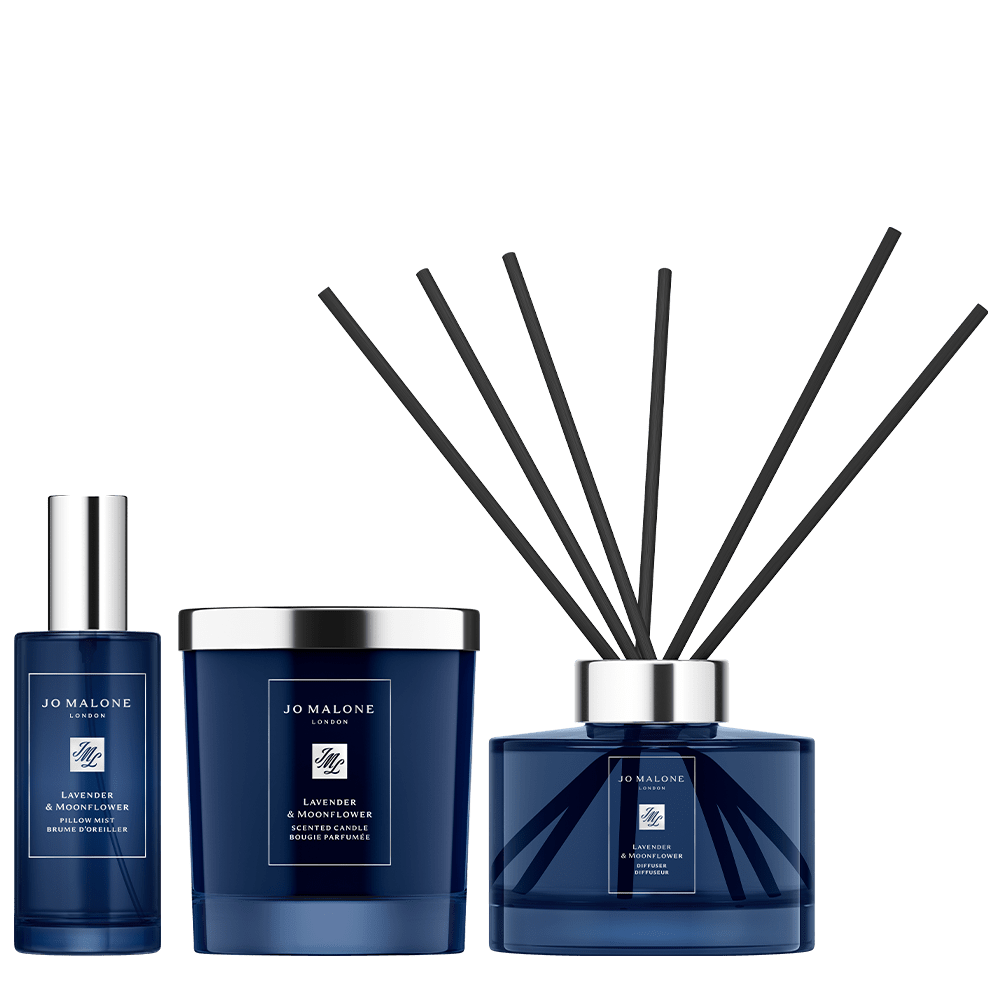 JO MALONE
LONDON
JML
LAVENDER
& MOONFLOWER
PILLOW MIST
BRUME D'OREILLER
JO MALONE
LONDON
JML
LAVENDER
& MOONFLOWER
SCENTED CANDLE
BOUGIE PARFUMÉE
JO MALONE
LONDON
JML
LAVENDER
& MOONFLOWER
DIFFUSER
DIFFUSEUR